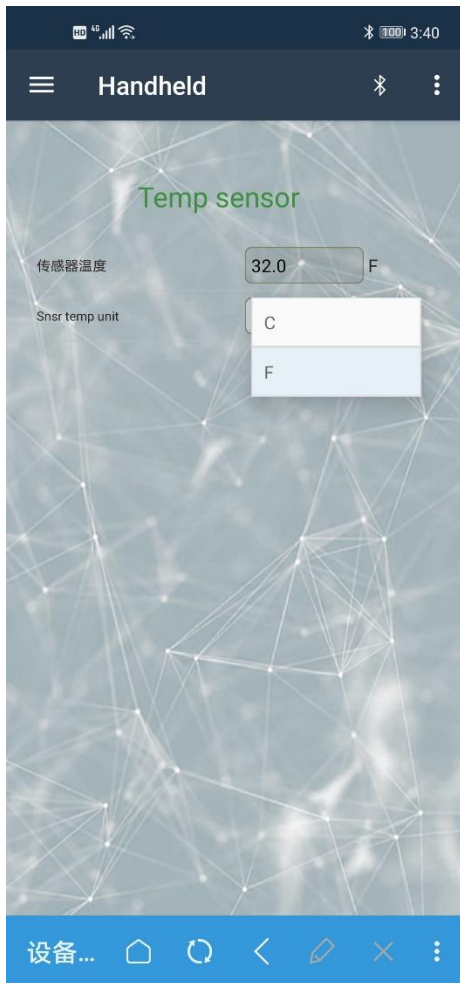 HD 4G 100 3:40
Handheld
Temp sensor
传感器温度 32.0 F
Snsr temp unit
C
F
设备...